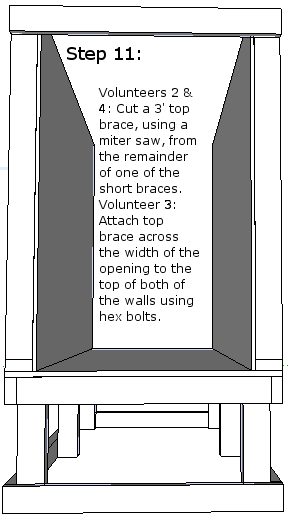 Step 11:
Volunteers 2 &
4: Cut a 3' top
brace, using a
miter saw, from
the remainder
of one of the
short braces.
Volunteer 3:
Attach top
brace across
the width of the
opening to the
top of both of
the walls using
hex bolts.